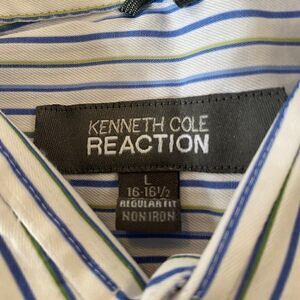 KENNETH COLE
REACTION
L
16-16½
REGULAR FIT
NON IRON